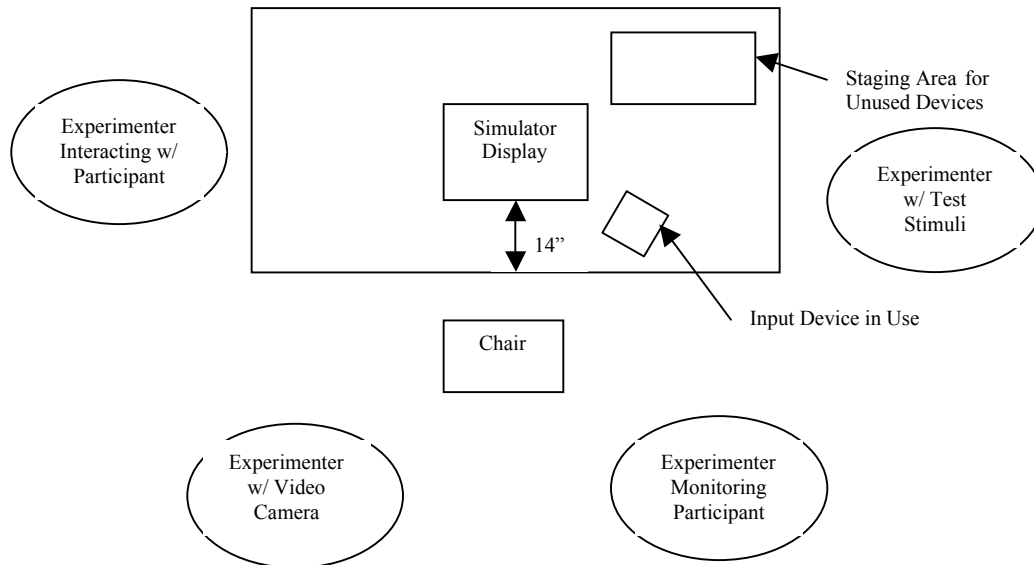 Staging Area for
Unused Devices
Experimenter
Interacting w/
Participant
Simulator
Display
Experimenter
w/ Test
Stimuli
14”
Input Device in Use
Chair
Experimenter
w/ Video
Camera
Experimenter
Monitoring
Participant